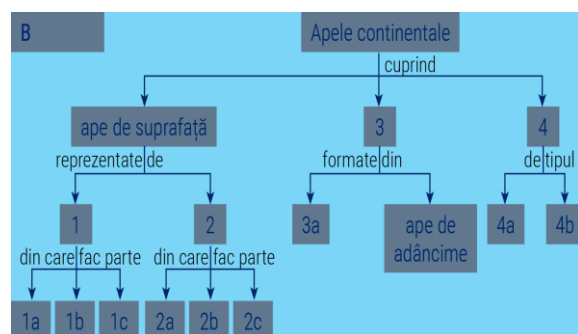 B
Apele continentale
cuprind
ape de suprafață
3
4
reprezentate de
formate din
de tipul
1
2
3a
ape de
adâncime
4a
4b
din care fac parte
din care fac parte
1a
1b
1c
2a
2b
2c